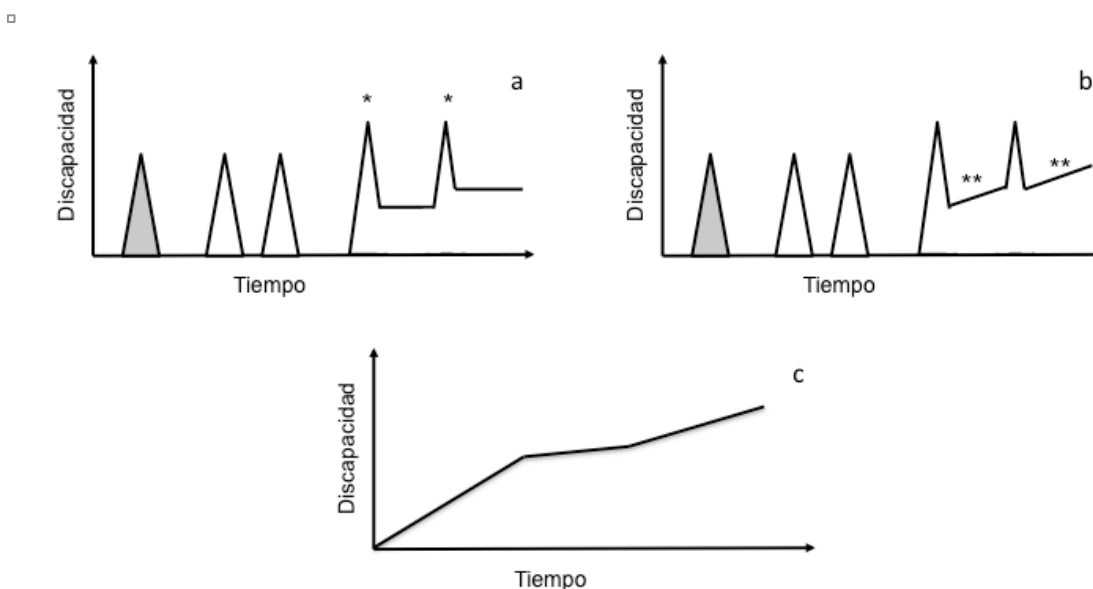 a
Discapacidad
* *
Tiempo
b
Discapacidad
** **
Tiempo
c
Discapacidad
Tiempo